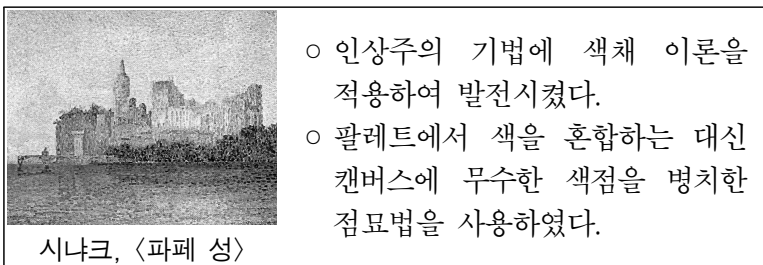 ○ 인상주의 기법에 색채 이론을
적용하여 발전시켰다.
○ 팔레트에서 색을 혼합하는 대신
캔버스에 무수한 색점을 병치한
점묘법을 사용하였다.
시냐크, 〈파페 성〉